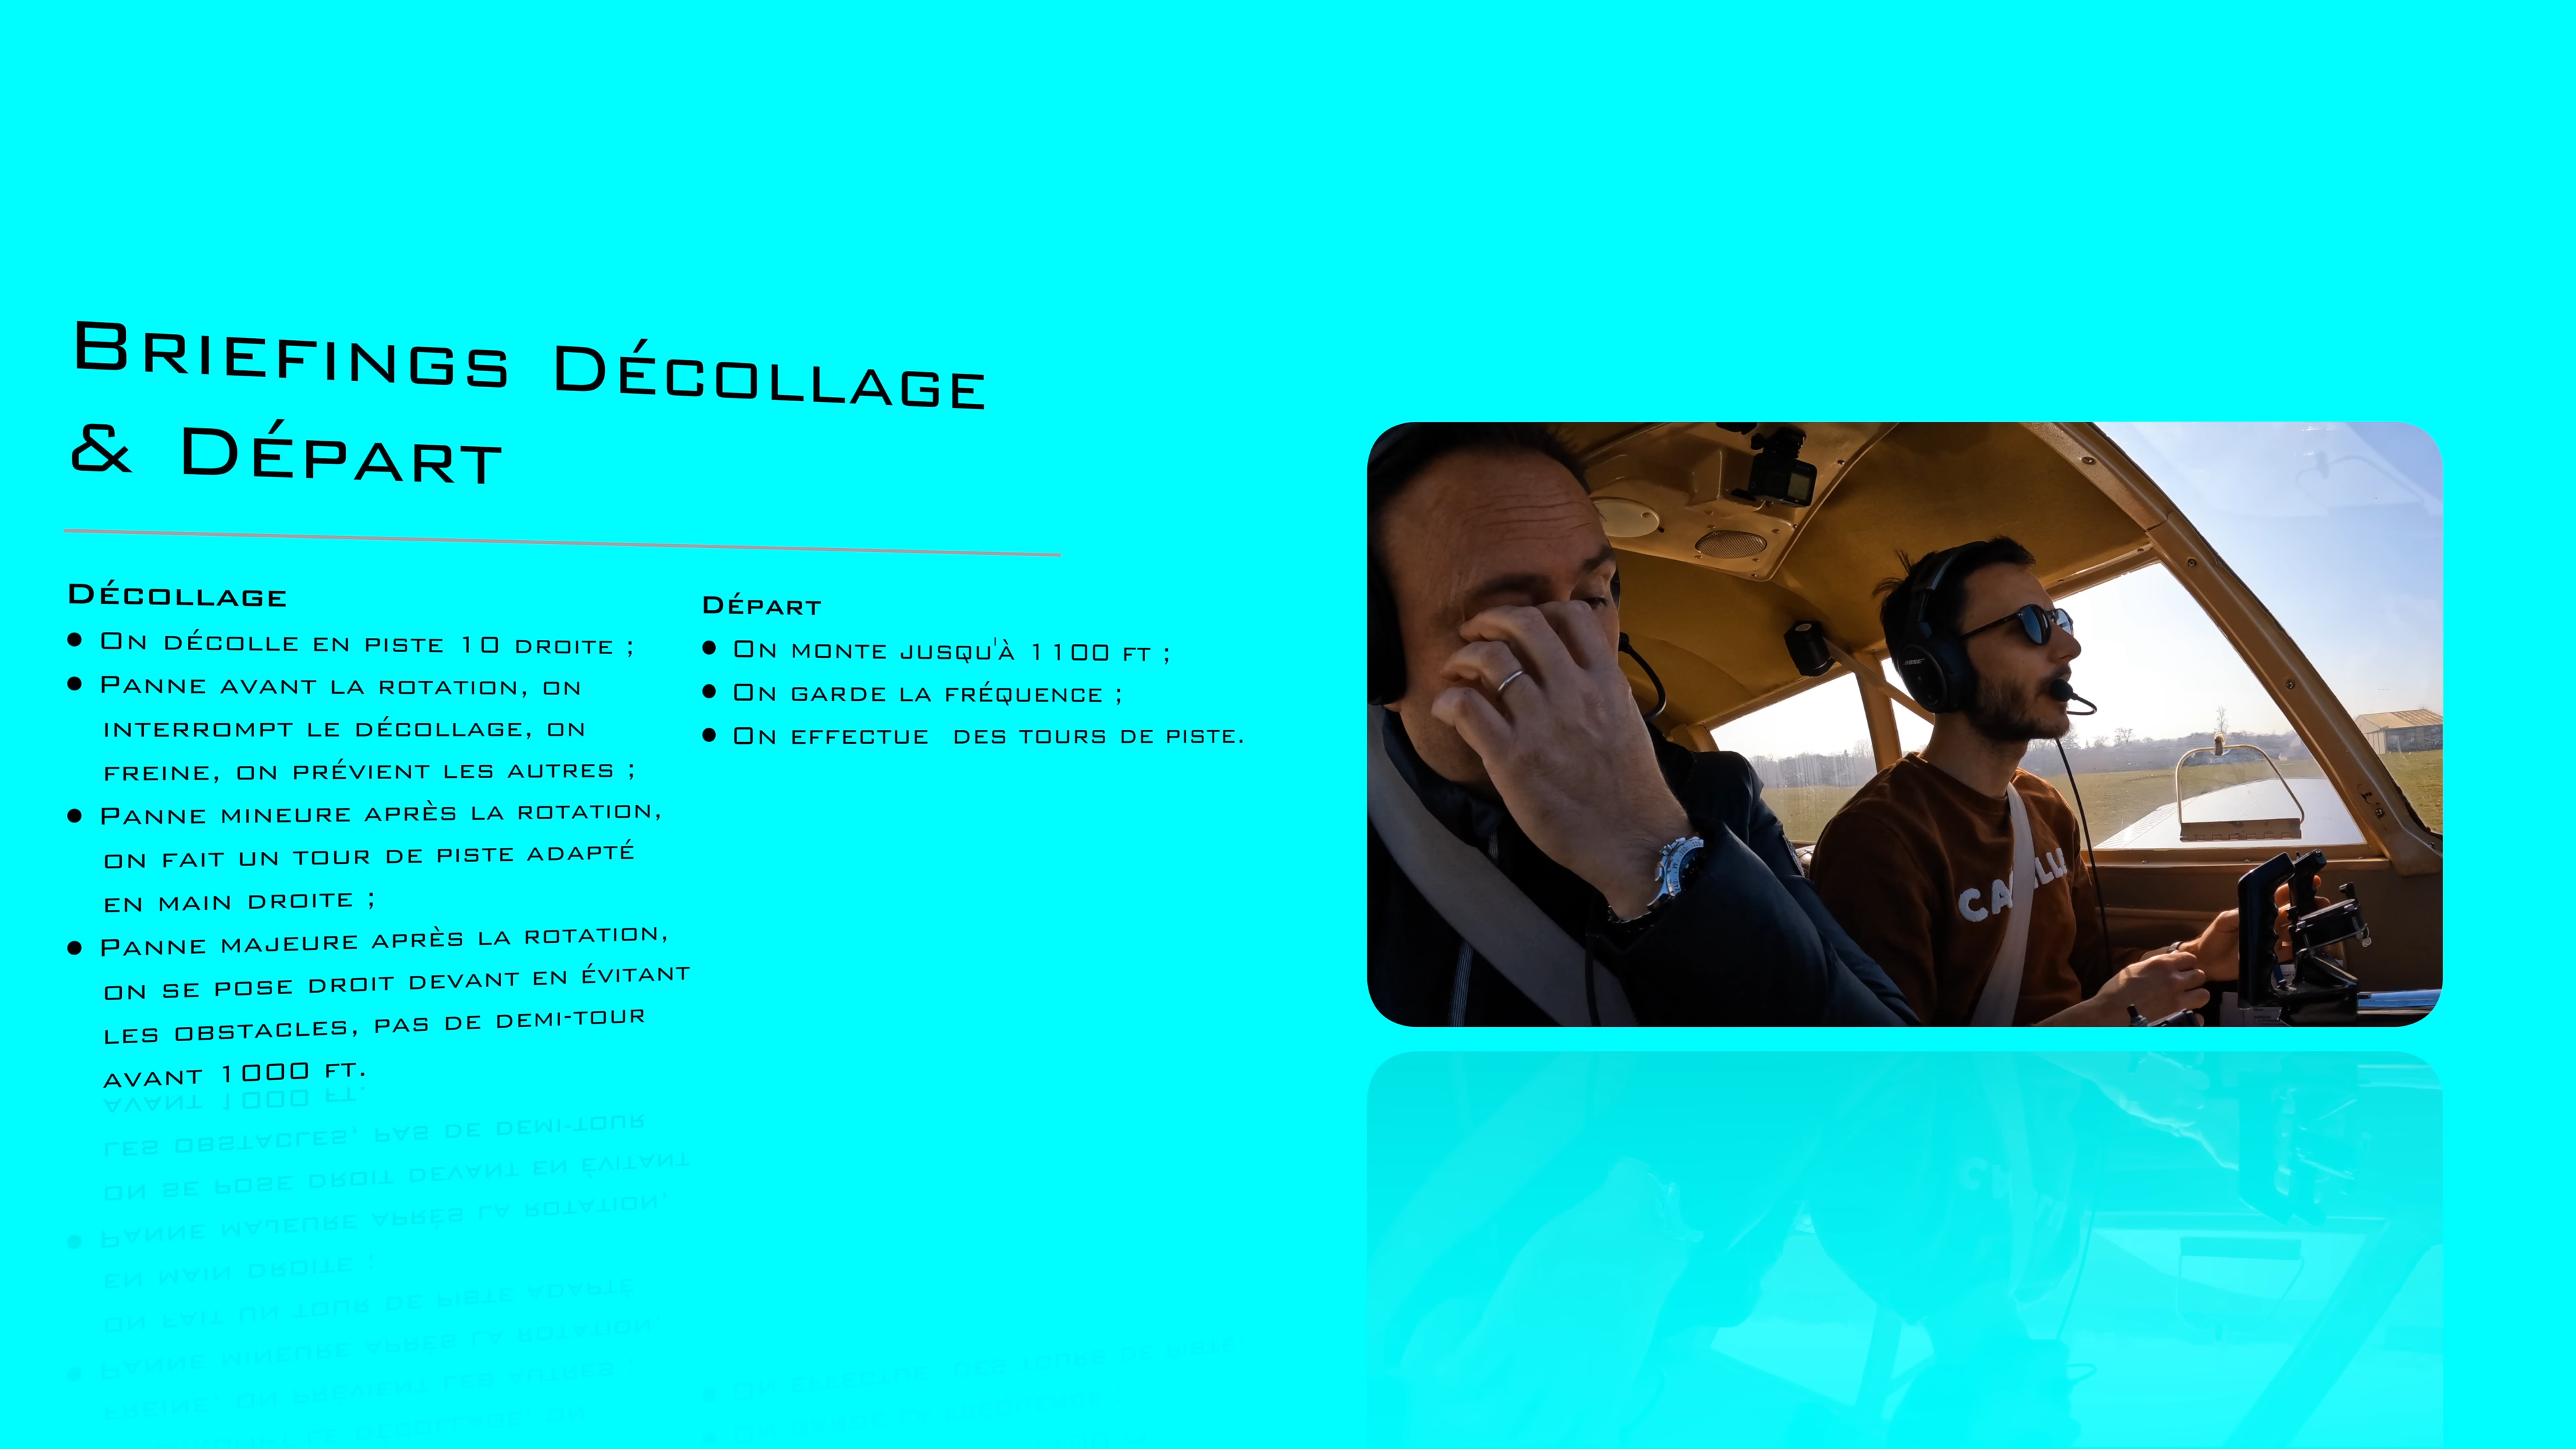 Briefings Décollage
& Départ
Décollage
● On décolle en piste 10 droite ;
● Panne avant la rotation, on
interrompt le décollage, on
freine, on prévient les autres ;
● Panne mineure après la rotation,
on fait un tour de piste adapté
en main droite ;
● Panne majeure après la rotation,
on se pose droit devant en évitant
les obstacles, pas de demi-tour
avant 1000 ft.
Départ
● On monte jusqu'à 1100 ft ;
● On garde la fréquence ;
● On effectue  des tours de piste.